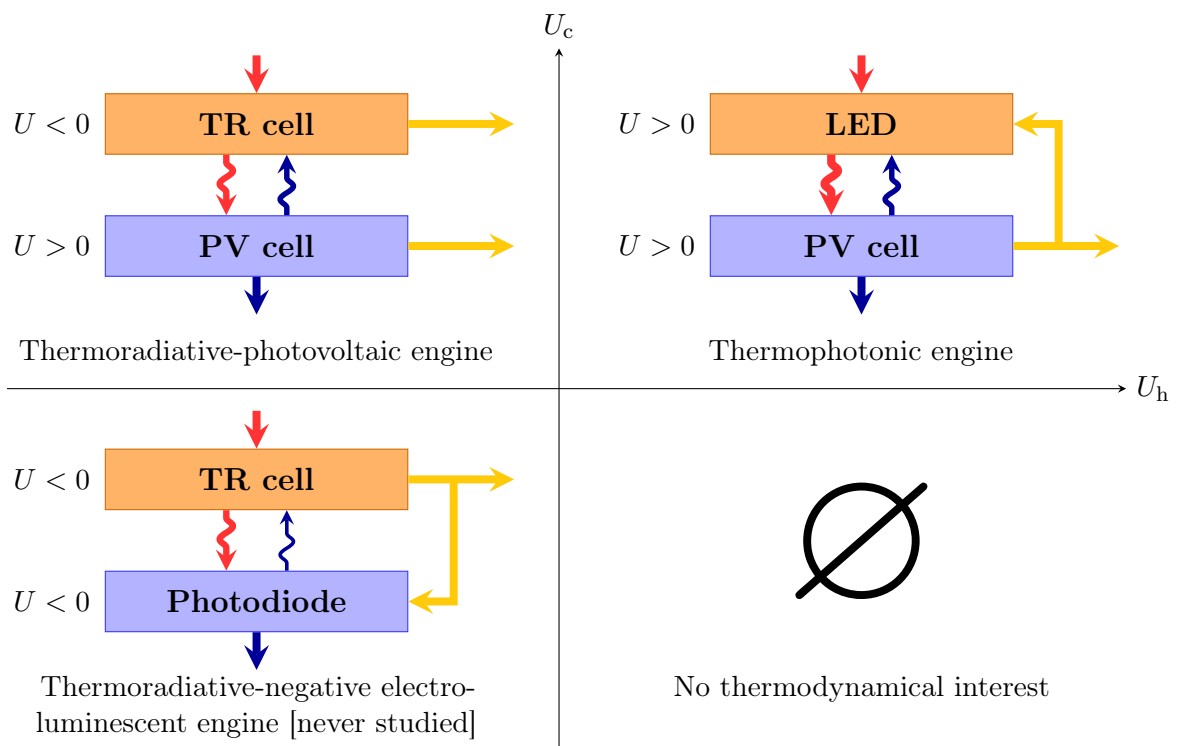 U_c
U < 0 TR cell
U > 0 LED
U > 0 PV cell
U > 0 PV cell
Thermoradiative-photovoltaic engine
Thermophotonic engine
U_h
U < 0 TR cell
U < 0 Photodiode
Thermoradiative-negative electro-
luminescent engine [never studied]
No thermodynamical interest